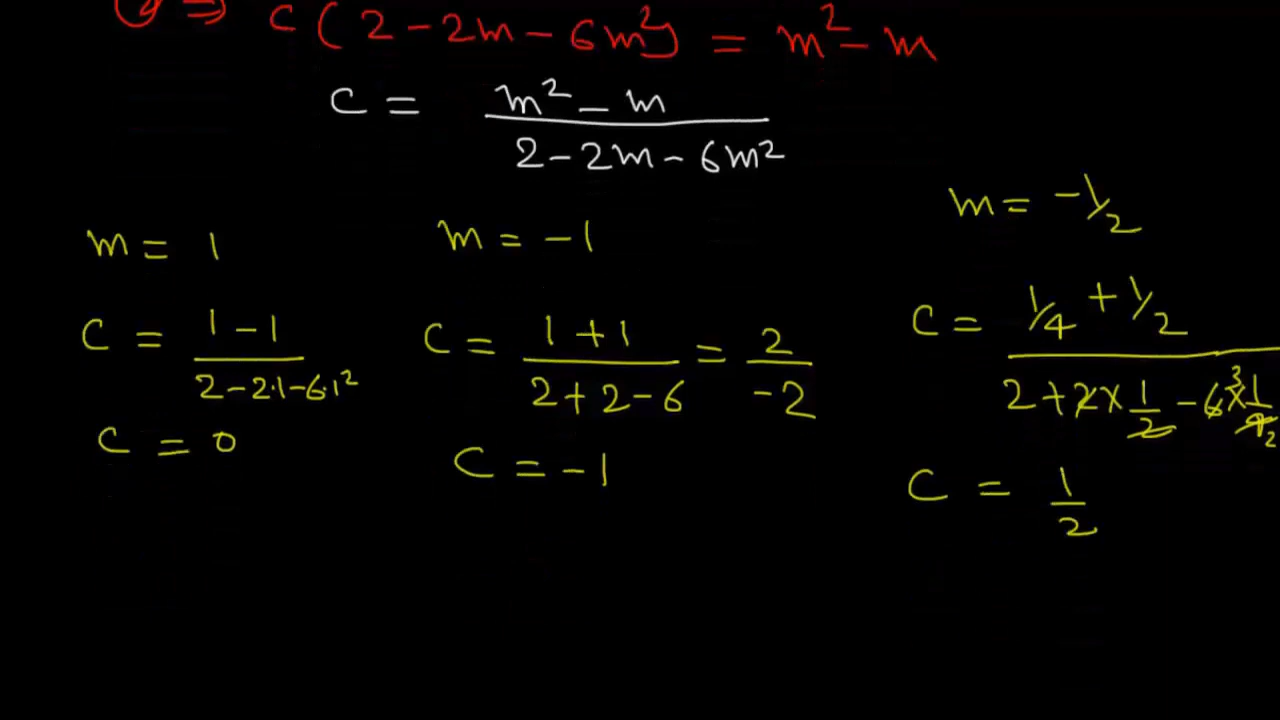 ⇒ C(2-2m-6m²) = m²-m
C = (m²-m)/(2-2m-6m²)
m = 1
C = (1-1)/(2-2·1-6·1²)
C = 0
m = -1
C = (1+1)/(2+2-6) = 2/-2
C = -1
m = -1/2
C = (1/4+1/2)/(2+2×1/2-6×1/4) 3 2
C = 1/2